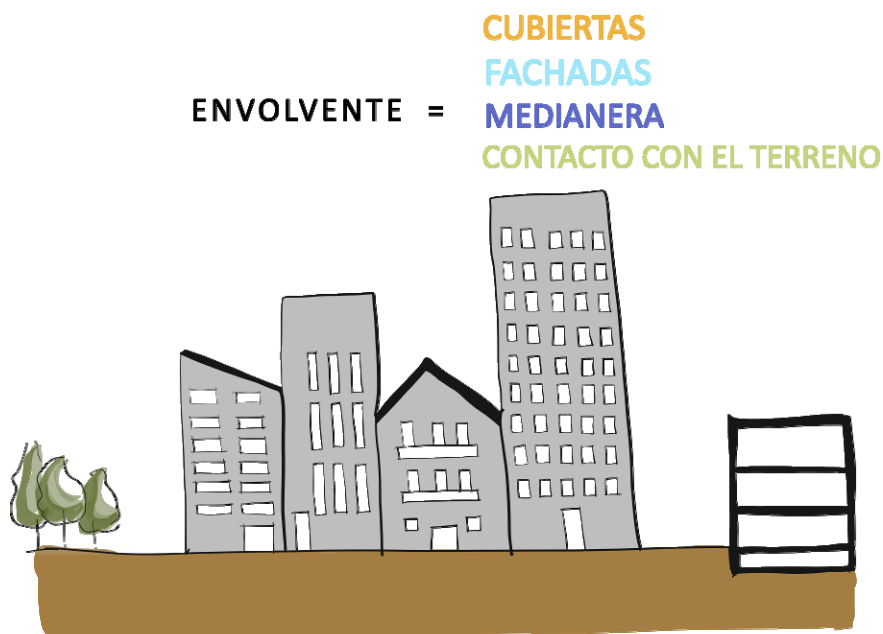 CUBIERTAS
FACHADAS
ENVOLVENTE = MEDIANERA
CONTACTO CON EL TERRENO